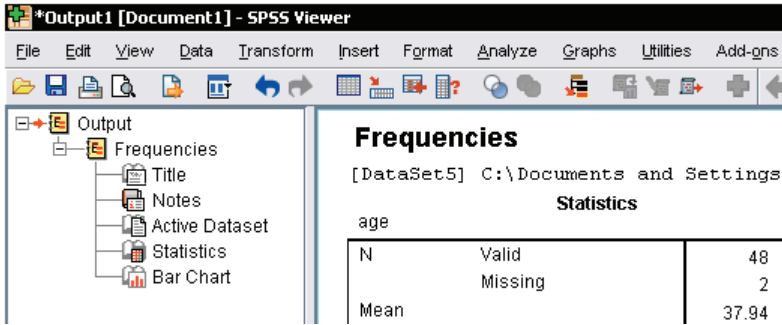 *Output1 [Document1] - SPSS Viewer
File Edit View Data Transform Insert Format Analyze Graphs Utilities Add-ons
Output
Frequencies
Title
Notes
Active Dataset
Statistics
Bar Chart
Frequencies
[DataSet5] C:\Documents and Settings
Statistics
age
N Valid 48
Missing 2
Mean 37.94